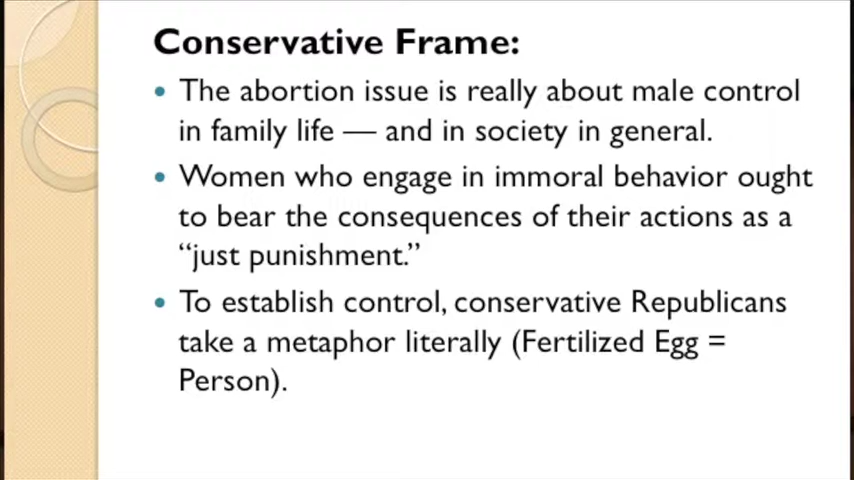 Conservative Frame:
• The abortion issue is really about male control
in family life — and in society in general.
• Women who engage in immoral behavior ought
to bear the consequences of their actions as a
“just punishment.”
• To establish control, conservative Republicans
take a metaphor literally (Fertilized Egg =
Person).